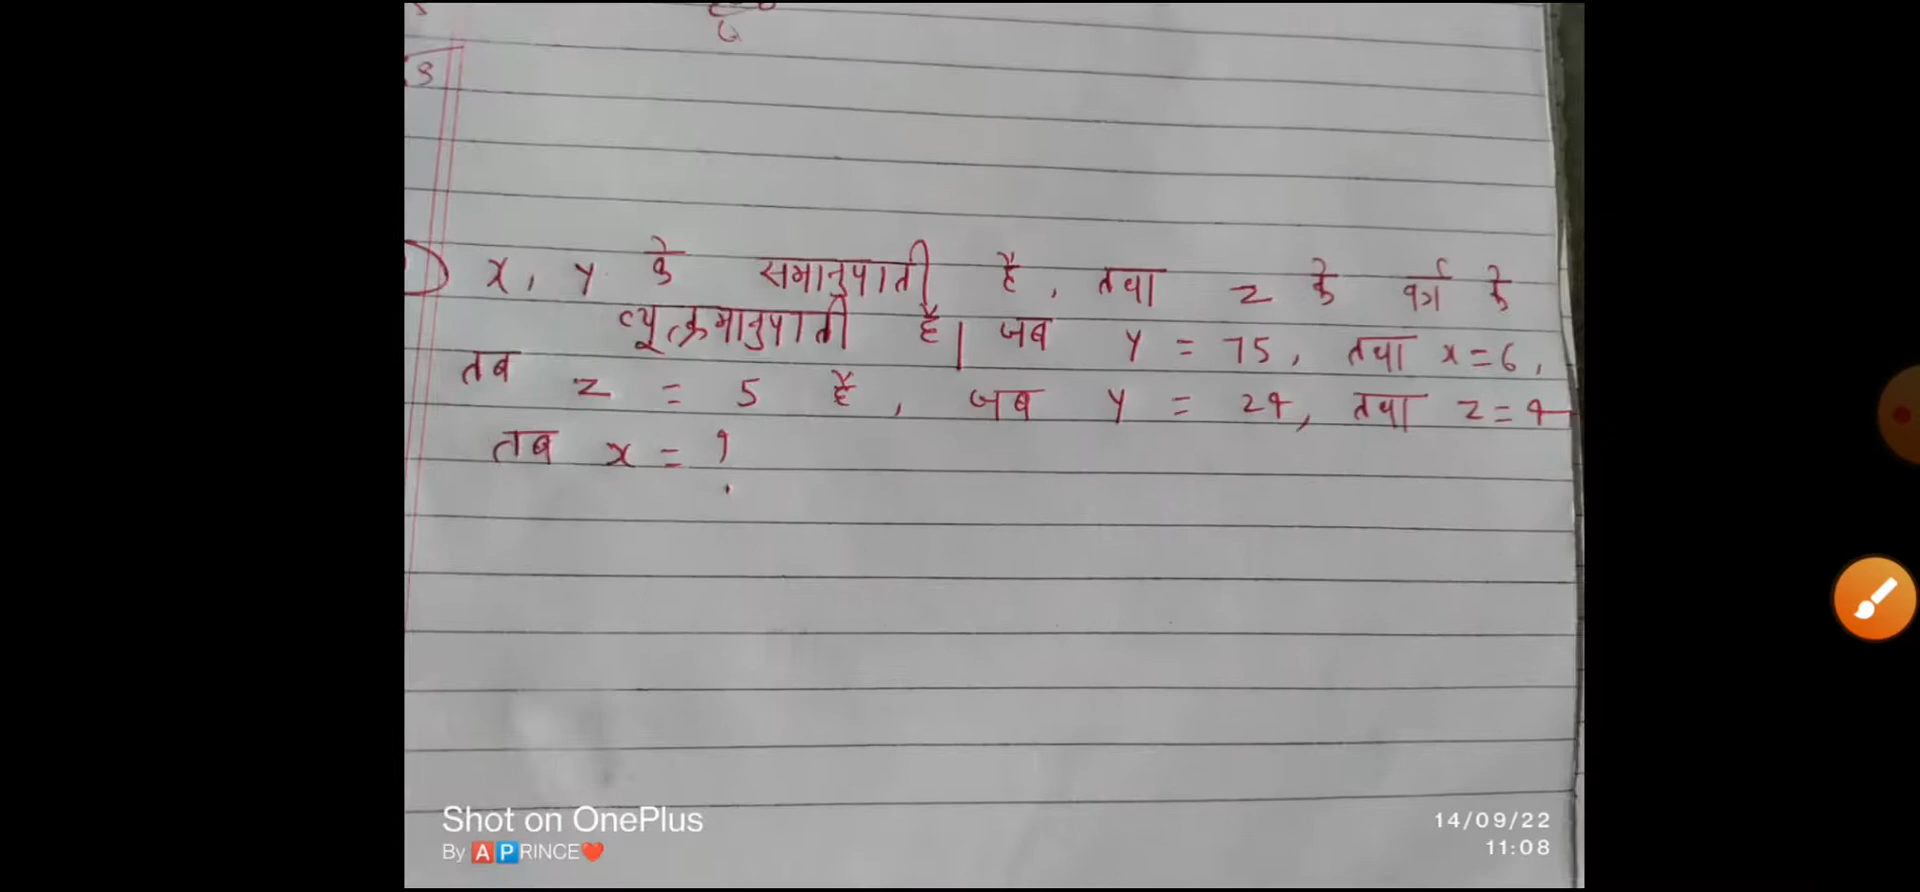 8
x, y के समानुपाती है, तथा z के वर्ग के
व्यूत्क्रमानुपाती है। जब y = 75, तथा x = 6,
तब z = 5 है, जब y = 24, तथा z = 4
तब x = ?
Shot on OnePlus
By A P RINCE❤️
14/09/22
11:08